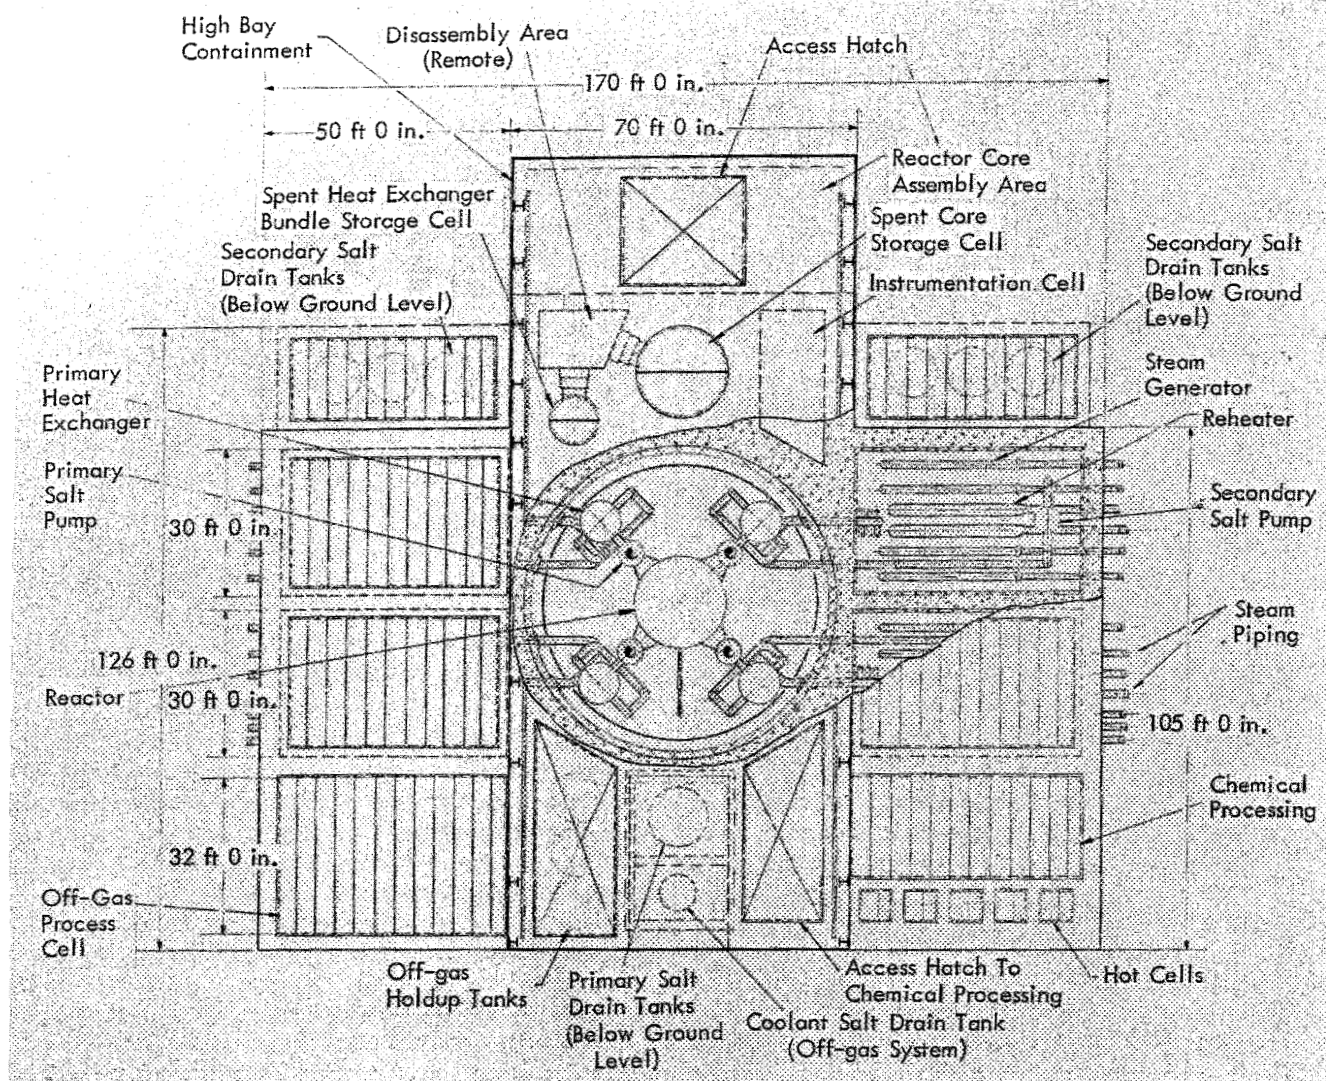 High Bay
Containment
Disassembly Area
(Remote)
Access Hatch
170 ft 0 in.
50 ft 0 in.
70 ft 0 in.
Reactor Core
Assembly Area
Spent Heat Exchanger
Bundle Storage Cell
Spent Core
Storage Cell
Secondary Salt
Drain Tanks
(Below Ground Level)
Instrumentation Cell
Secondary Salt
Drain Tanks
(Below Ground
Level)
Primary
Heat
Exchanger
Steam
Generator
Reheater
Primary
Salt
Pump
Secondary
Salt Pump
30 ft 0 in.
Steam
Piping
126 ft 0 in.
Reactor
30 ft 0 in.
105 ft 0 in.
Chemical
Processing
32 ft 0 in.
Off-Gas
Process
Cell
Off-gas
Holdup Tanks
Primary Salt
Drain Tanks
(Below Ground
Level)
Access Hatch To
Chemical Processing
Hot Cells
Coolant Salt Drain Tank
(Off-gas System)